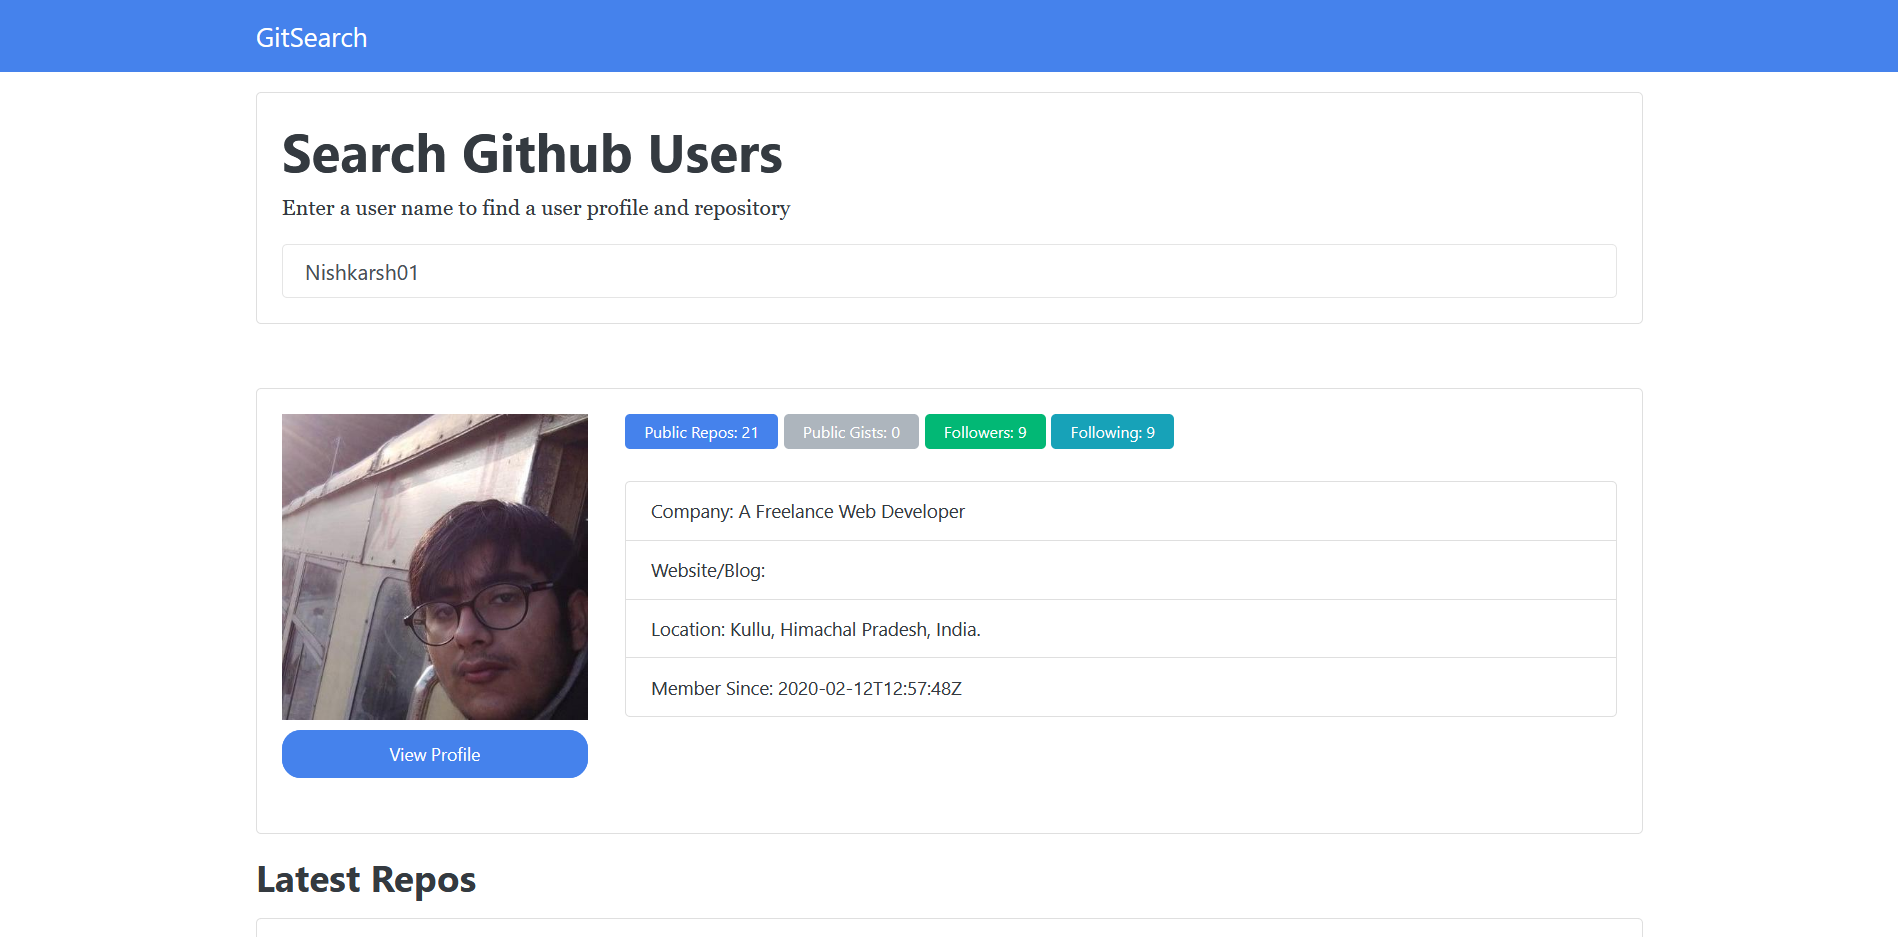 GitSearch
Search Github Users
Enter a user name to find a user profile and repository
Nishkarsh01
Public Repos: 21 Public Gists: 0 Followers: 9 Following: 9
Company: A Freelance Web Developer
Website/Blog:
Location: Kullu, Himachal Pradesh, India.
Member Since: 2020-02-12T12:57:48Z
View Profile
Latest Repos